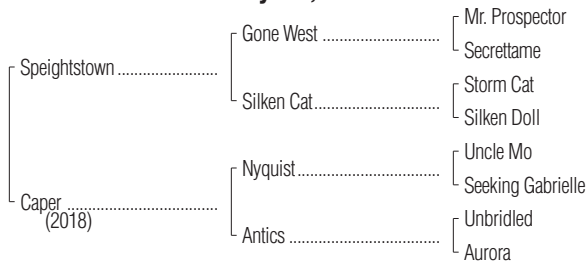 Mr. Prospector
Gone West
Secrettame
Speightstown
Storm Cat
Silken Cat
Silken Doll
Uncle Mo
Nyquist
Seeking Gabrielle
Caper
(2018)
Unbridled
Antics
Aurora